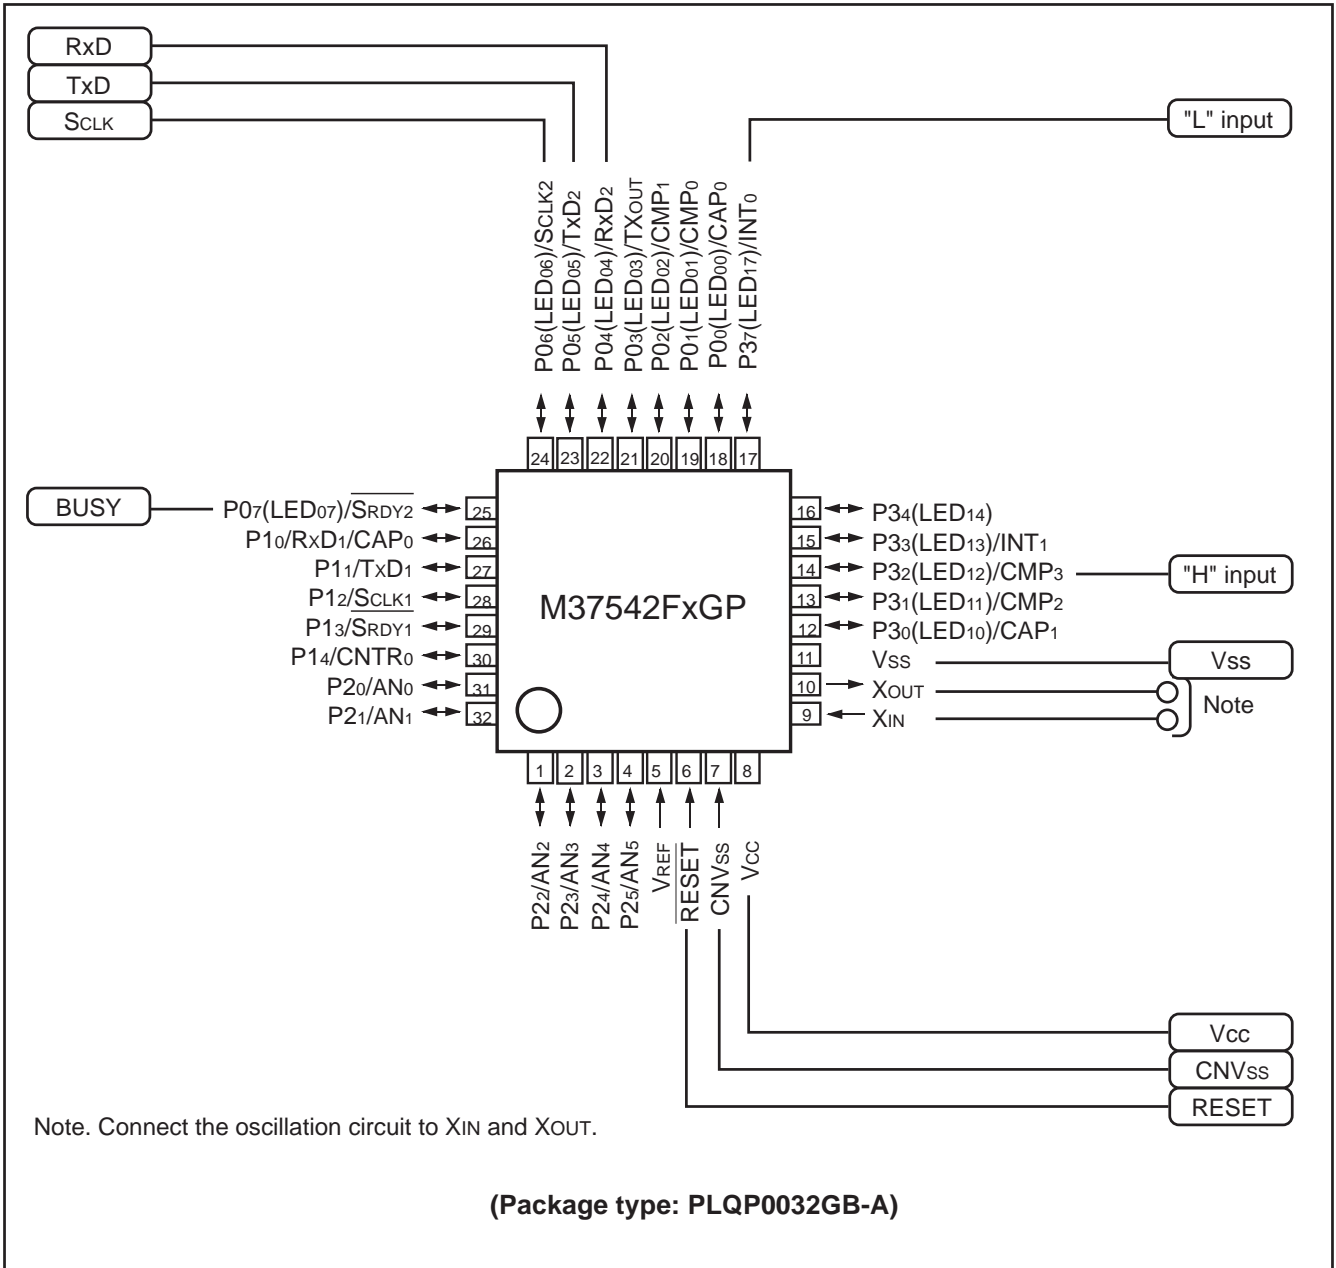 RxD
TxD
SCLK
"L" input
P06(LED06)/SCLK2
P05(LED05)/TxD2
P04(LED04)/RxD2
P03(LED03)/TXOUT
P02(LED02)/CMP1
P01(LED01)/CMP0
P00(LED00)/CAP0
P37(LED17)/INT0
24 23 22 21 20 19 18 17
BUSY
P07(LED07)/SRDY2 25
P10/RXD1/CAP0 26
P11/TXD1 27
P12/SCLK1 28
P13/SRDY1 29
P14/CNTR0 30
P20/AN0 31
P21/AN1 32
M37542FxGP
16 P34(LED14)
15 P33(LED13)/INT1
14 P32(LED12)/CMP3
"H" input
13 P31(LED11)/CMP2
12 P30(LED10)/CAP1
11 VSS
Vss
10 XOUT
9 XIN
Note
1 2 3 4 5 6 7 8
P22/AN2
P23/AN3
P24/AN4
P25/AN5
VREF
RESET
CNVSS
VCC
Vcc
CNVSS
RESET
Note. Connect the oscillation circuit to XIN and XOUT.
(Package type: PLQP0032GB-A)